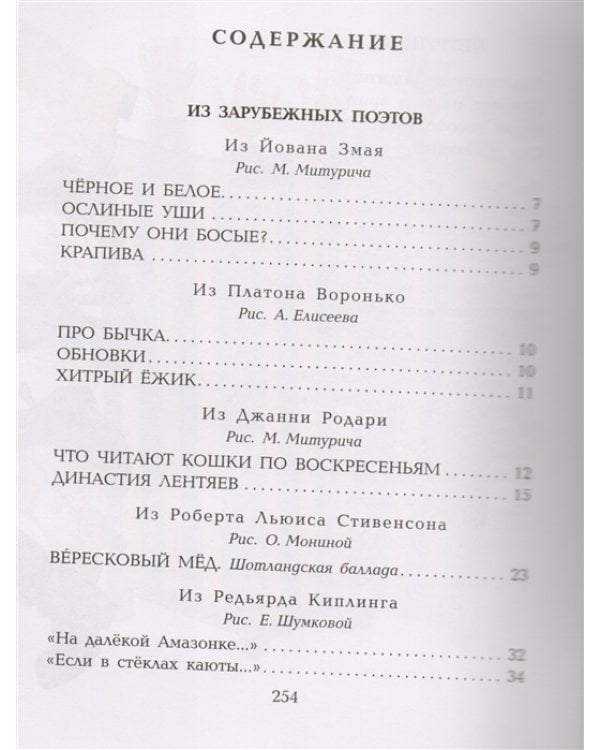 СОДЕРЖАНИЕ
ИЗ ЗАРУБЕЖНЫХ ПОЭТОВ
Из Йована Змая
Рис. М. Митурича
ЧЁРНОЕ И БЕЛОЕ. . . . . . . . . . . . . . . . . . . . . . . . . . . . 7
ОСЛИНЫЕ УШИ . . . . . . . . . . . . . . . . . . . . . . . . . . . . 7
ПОЧЕМУ ОНИ БОСЫЕ? . . . . . . . . . . . . . . . . . . . . . . . 9
КРАПИВА . . . . . . . . . . . . . . . . . . . . . . . . . . . . . . . . . 9
Из Платона Воронько
Рис. А. Елисеева
ПРО БЫЧКА. . . . . . . . . . . . . . . . . . . . . . . . . . . . . . . 10
ОБНОВКИ . . . . . . . . . . . . . . . . . . . . . . . . . . . . . . . . 10
ХИТРЫЙ ЁЖИК. . . . . . . . . . . . . . . . . . . . . . . . . . . . 11
Из Джанни Родари
Рис. М. Митурича
ЧТО ЧИТАЮТ КОШКИ ПО ВОСКРЕСЕНЬЯМ . . . . . . . 12
ДИНАСТИЯ ЛЕНТЯЕВ . . . . . . . . . . . . . . . . . . . . . . . 15
Из Роберта Льюиса Стивенсона
Рис. О. Мониной
ВЕ́РЕСКОВЫЙ МЁД. Шотландская баллада. . . . . . . . . . . 23
Из Редьярда Киплинга
Рис. Е. Шумковой
«На далёкой Амазонке...» . . . . . . . . . . . . . . . . . . . . . . . 32
«Если в стёклах каюты...» . . . . . . . . . . . . . . . . . . . . . . . 34
254